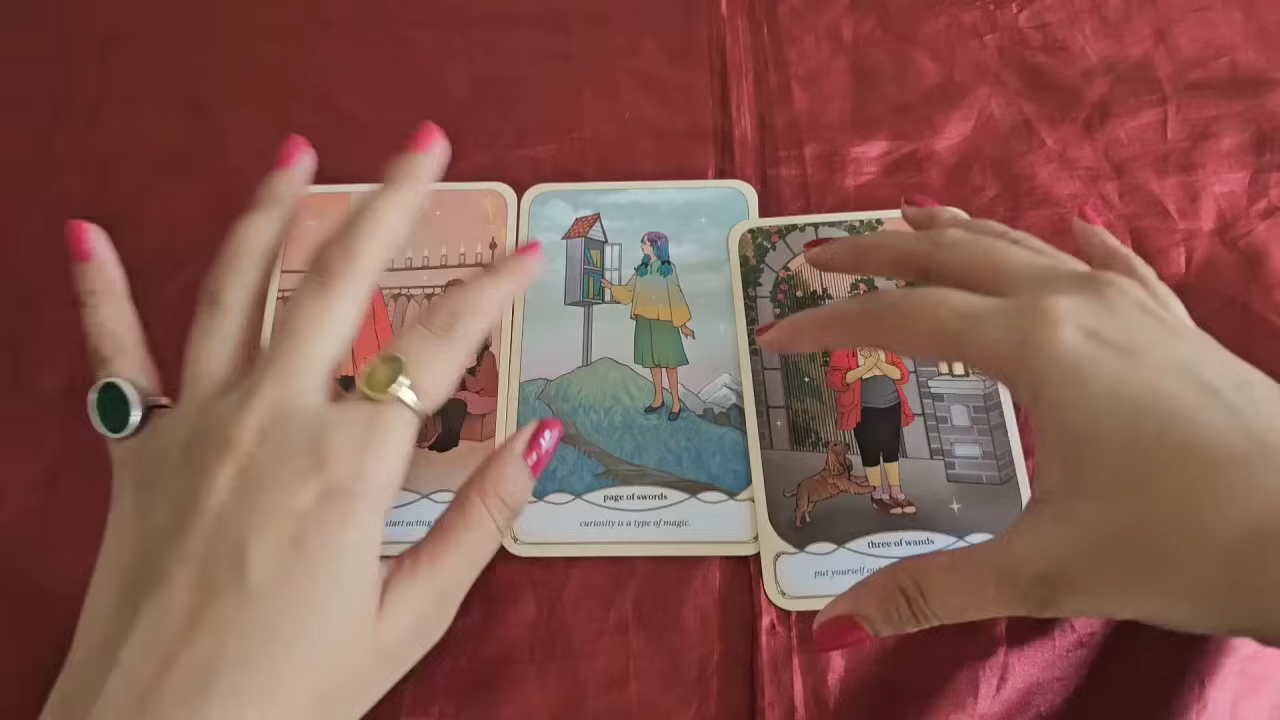 start acting
page of swords
curiosity is a type of magic.
three of wands
put yourself